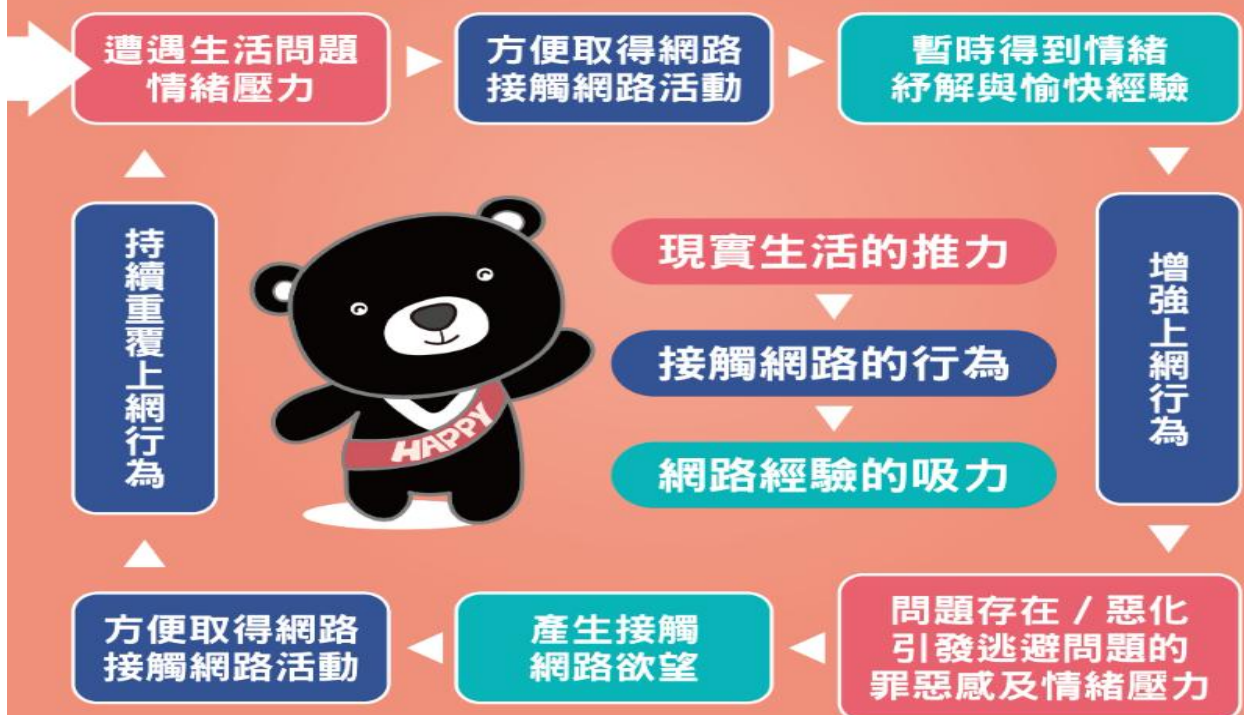 遭遇生活問題
情緒壓力
方便取得網路
接觸網路活動
暫時得到情緒
紓解與愉快經驗
增強上網行為
問題存在 / 惡化
引發逃避問題的
罪惡感及情緒壓力
產生接觸
網路欲望
方便取得網路
接觸網路活動
持續重覆上網行為
現實生活的推力
接觸網路的行為
網路經驗的吸力
HAPPY